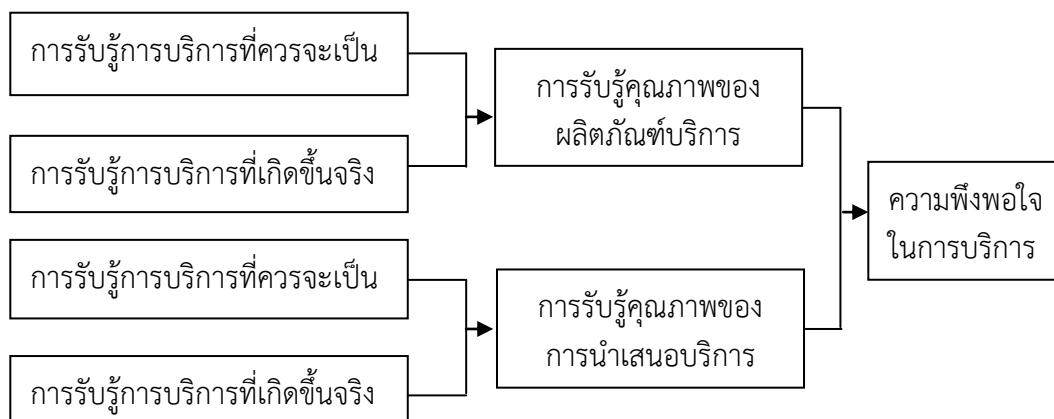 การรับรู้การบริการที่ควรจะเป็น
การรับรู้การบริการที่เกิดขึ้นจริง
การรับรู้คุณภาพของ
ผลิตภัณฑ์บริการ
การรับรู้การบริการที่ควรจะเป็น
การรับรู้การบริการที่เกิดขึ้นจริง
การรับรู้คุณภาพของ
การนำเสนอบริการ
ความพึงพอใจ
ในการบริการ